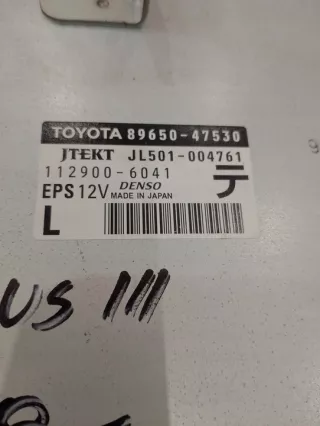 TOYOTA 89650-47530
JTEKT JL501-004761
112900-6041 テ
EPS 12V DENSO MADE IN JAPAN
L
US III